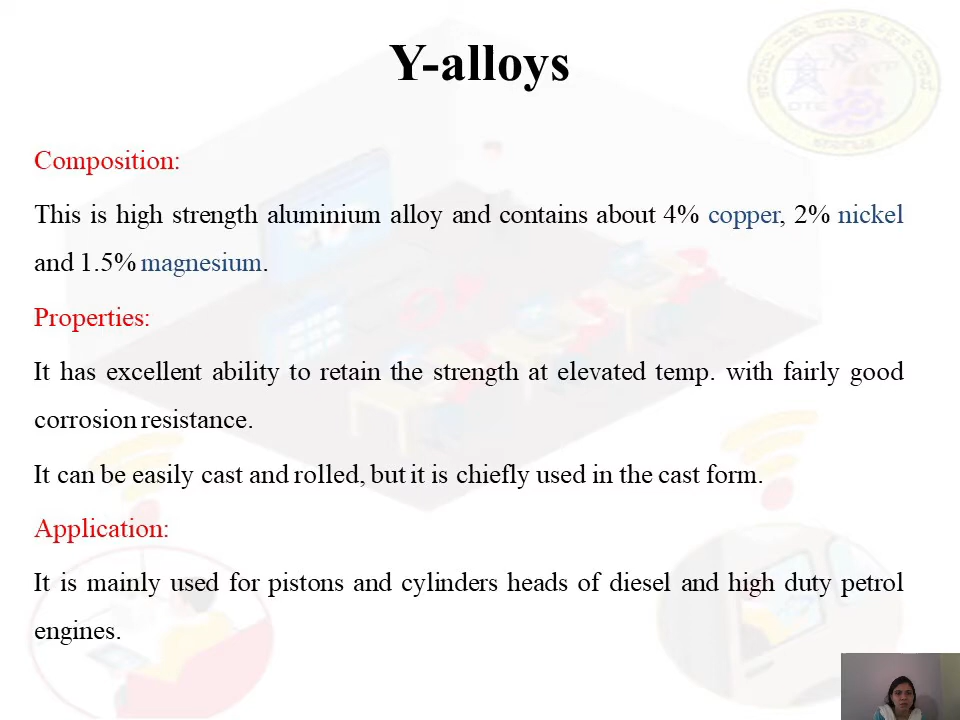 Y-alloys
Composition:
This is high strength aluminium alloy and contains about 4% copper, 2% nickel
and 1.5% magnesium.
Properties:
It has excellent ability to retain the strength at elevated temp. with fairly good
corrosion resistance.
It can be easily cast and rolled, but it is chiefly used in the cast form.
Application:
It is mainly used for pistons and cylinders heads of diesel and high duty petrol
engines.
DTE